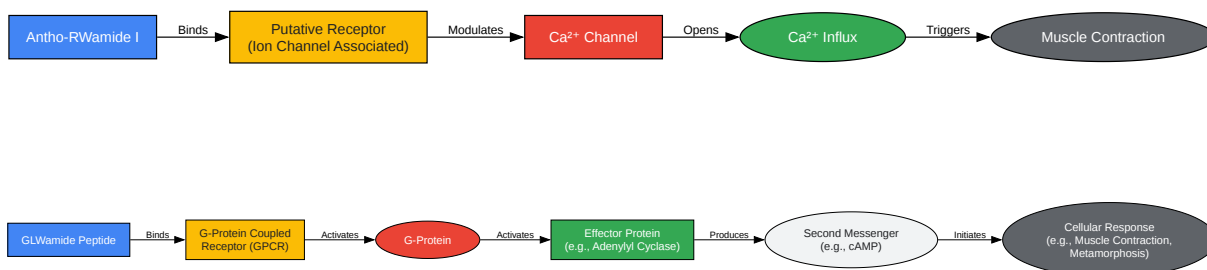 Antho-RWamide I
Binds
Putative Receptor
(Ion Channel Associated)
Modulates
Ca²⁺ Channel
Opens
Ca²⁺ Influx
Triggers
Muscle Contraction
GLWamide Peptide
Binds
G-Protein Coupled
Receptor (GPCR)
Activates
G-Protein
Activates
Effector Protein
(e.g., Adenylyl Cyclase)
Produces
Second Messenger
(e.g., cAMP)
Initiates
Cellular Response
(e.g., Muscle Contraction,
Metamorphosis)